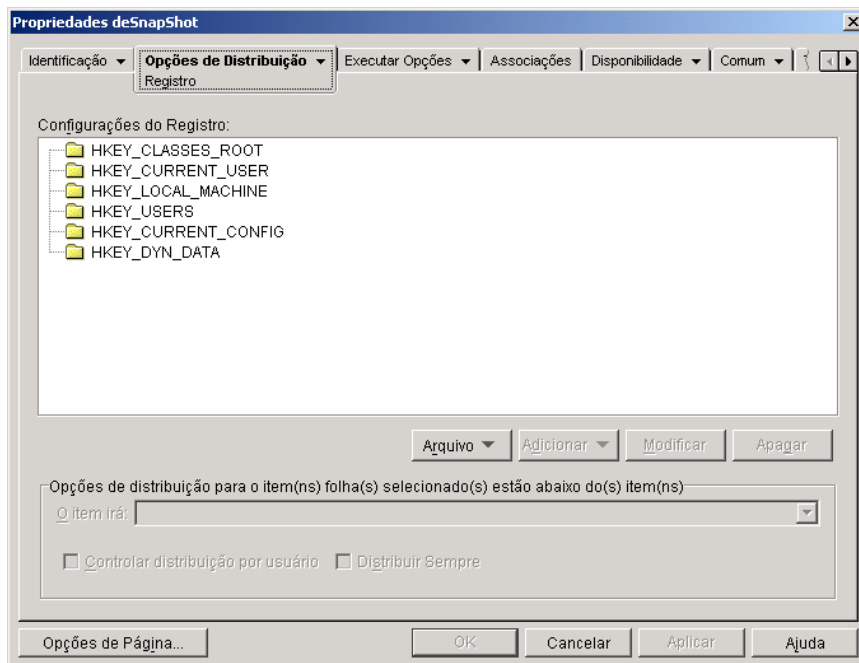 Propriedades deSnapShot
Identificação Opções de Distribuição Executar Opções Associações Disponibilidade Comum
Registro
Configurações do Registro:
HKEY_CLASSES_ROOT
HKEY_CURRENT_USER
HKEY_LOCAL_MACHINE
HKEY_USERS
HKEY_CURRENT_CONFIG
HKEY_DYN_DATA
Arquivo Adicionar Modificar Apagar
Opções de distribuição para o item(ns) folha(s) selecionado(s) estão abaixo do(s) item(ns)
O item irá:
Controlar distribuição por usuário Distribuir Sempre
Opções de Página... OK Cancelar Aplicar Ajuda